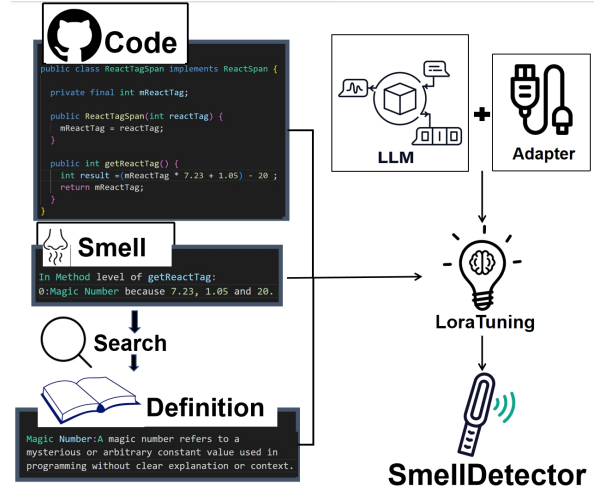 Code
public class ReactTagSpan implements ReactSpan {
private final int mReactTag;
public ReactTagSpan(int reactTag) {
mReactTag = reactTag;
}
public int getReactTag() {
int result =(mReactTag * 7.23 + 1.05) - 20 ;
return mReactTag;
}
}
Smell
In Method level of getReactTag:
0:Magic Number because 7.23, 1.05 and 20.
Search
Definition
Magic Number:A magic number refers to a
mysterious or arbitrary constant value used in
programming without clear explanation or context.
LLM
+
Adapter
LoraTuning
SmellDetector